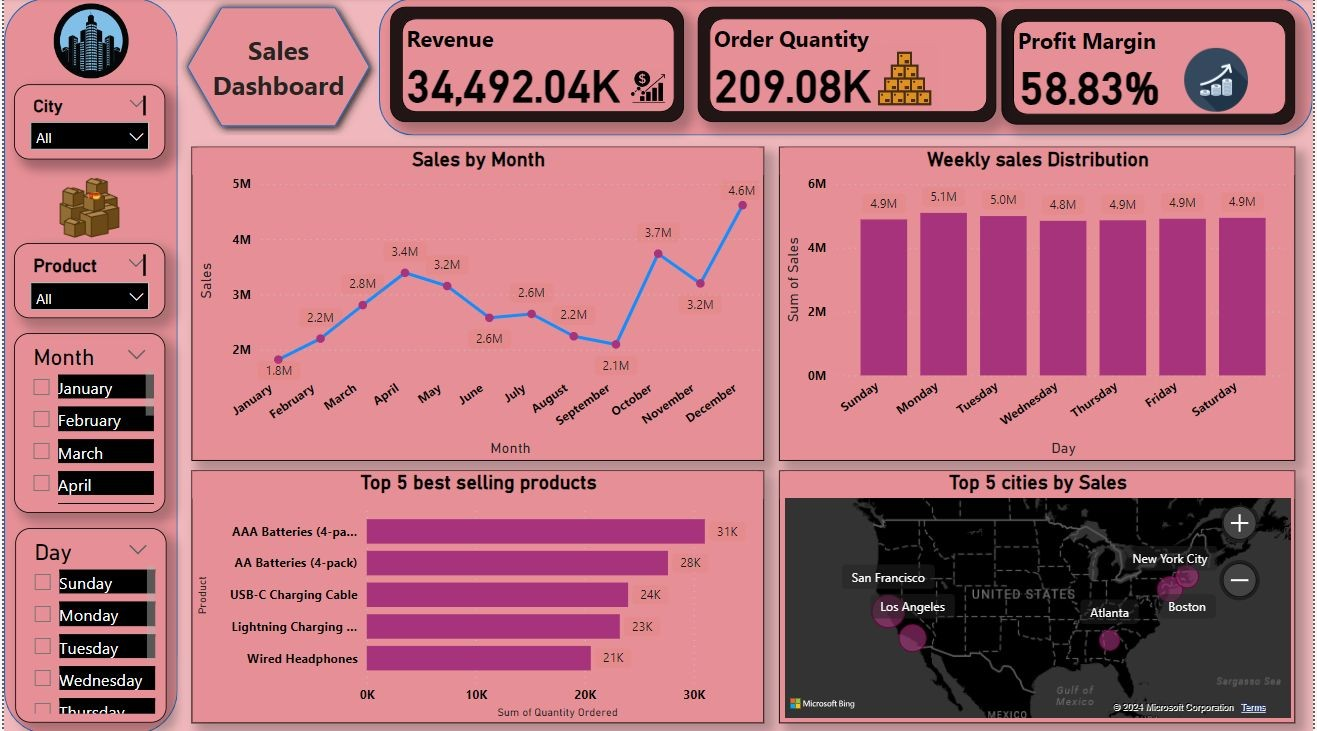 City
All
Product
All
Month
January
February
March
April
Day
Sunday
Monday
Tuesday
Wednesday
Thursday
Sales
Dashboard
Revenue
34,492.04K
Order Quantity
209.08K
Profit Margin
58.83%
Sales by Month
5M
4M
3M
2M
Sales
1.8M
2.2M
2.8M
3.4M
3.2M
2.6M
2.6M
2.2M
2.1M
3.7M
3.2M
4.6M
January
February
March
April
May
June
July
August
September
October
November
December
Month
Weekly sales Distribution
6M
4M
2M
0M
Sum of Sales
4.9M
5.1M
5.0M
4.8M
4.9M
4.9M
4.9M
Sunday
Monday
Tuesday
Wednesday
Thursday
Friday
Saturday
Day
Top 5 best selling products
Product
AAA Batteries (4-pa...
31K
AA Batteries (4-pack)
28K
USB-C Charging Cable
24K
Lightning Charging ...
23K
Wired Headphones
21K
0K
10K
20K
30K
Sum of Quantity Ordered
Top 5 cities by Sales
New York City
San Francisco
UNITED STATES
Los Angeles
Atlanta
Boston
Sargasso Sea
Gulf of
Mexico
MEXICO
Microsoft Bing
© 2024 Microsoft Corporation Terms